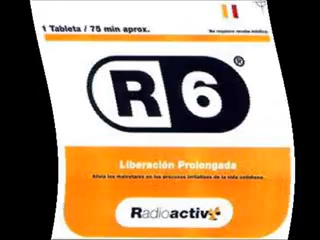 1 Tableta / 75 min aprox.
No requiere receta médica
R6®
Liberación Prolongada
Alivia los malestares en los procesos irritativos de la vida cotidiana.
Radioactivo